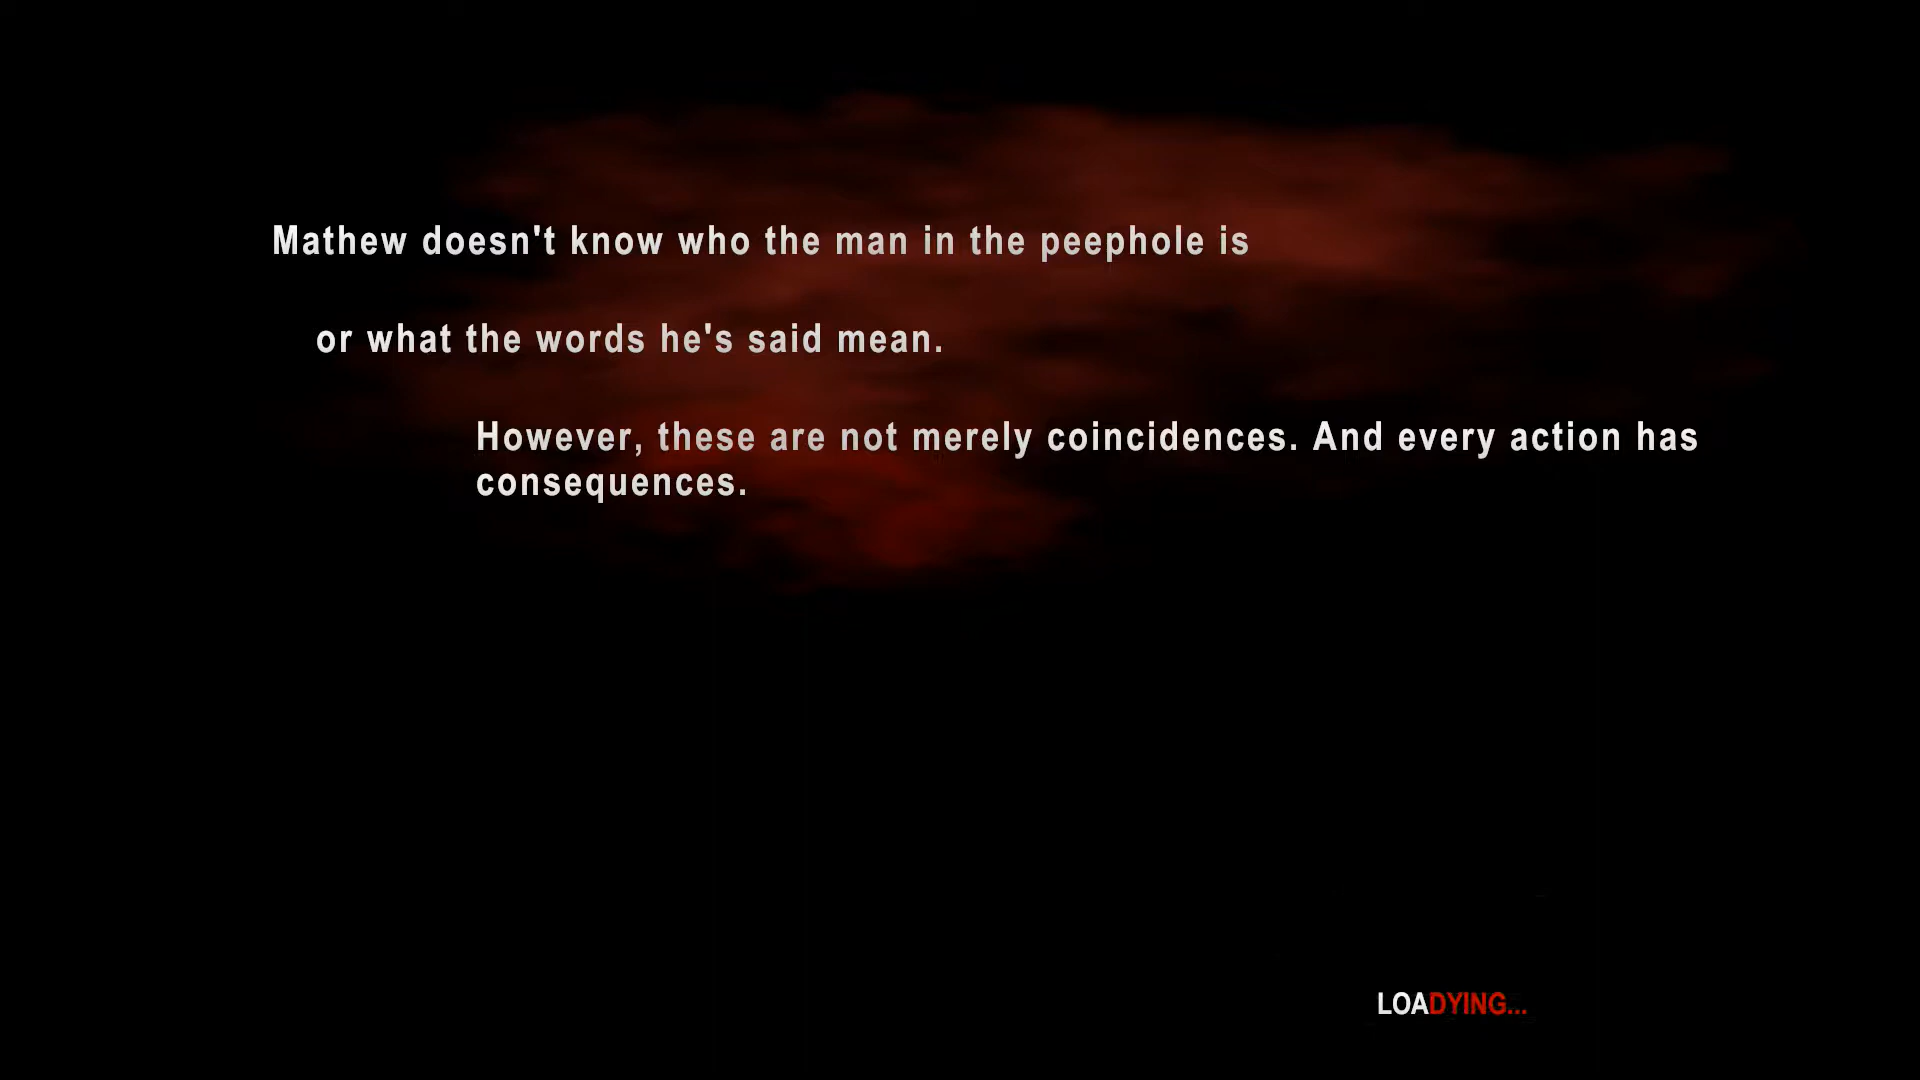 Mathew doesn't know who the man in the peephole is
or what the words he's said mean.
However, these are not merely coincidences. And every action has
consequences.
LOADYING...